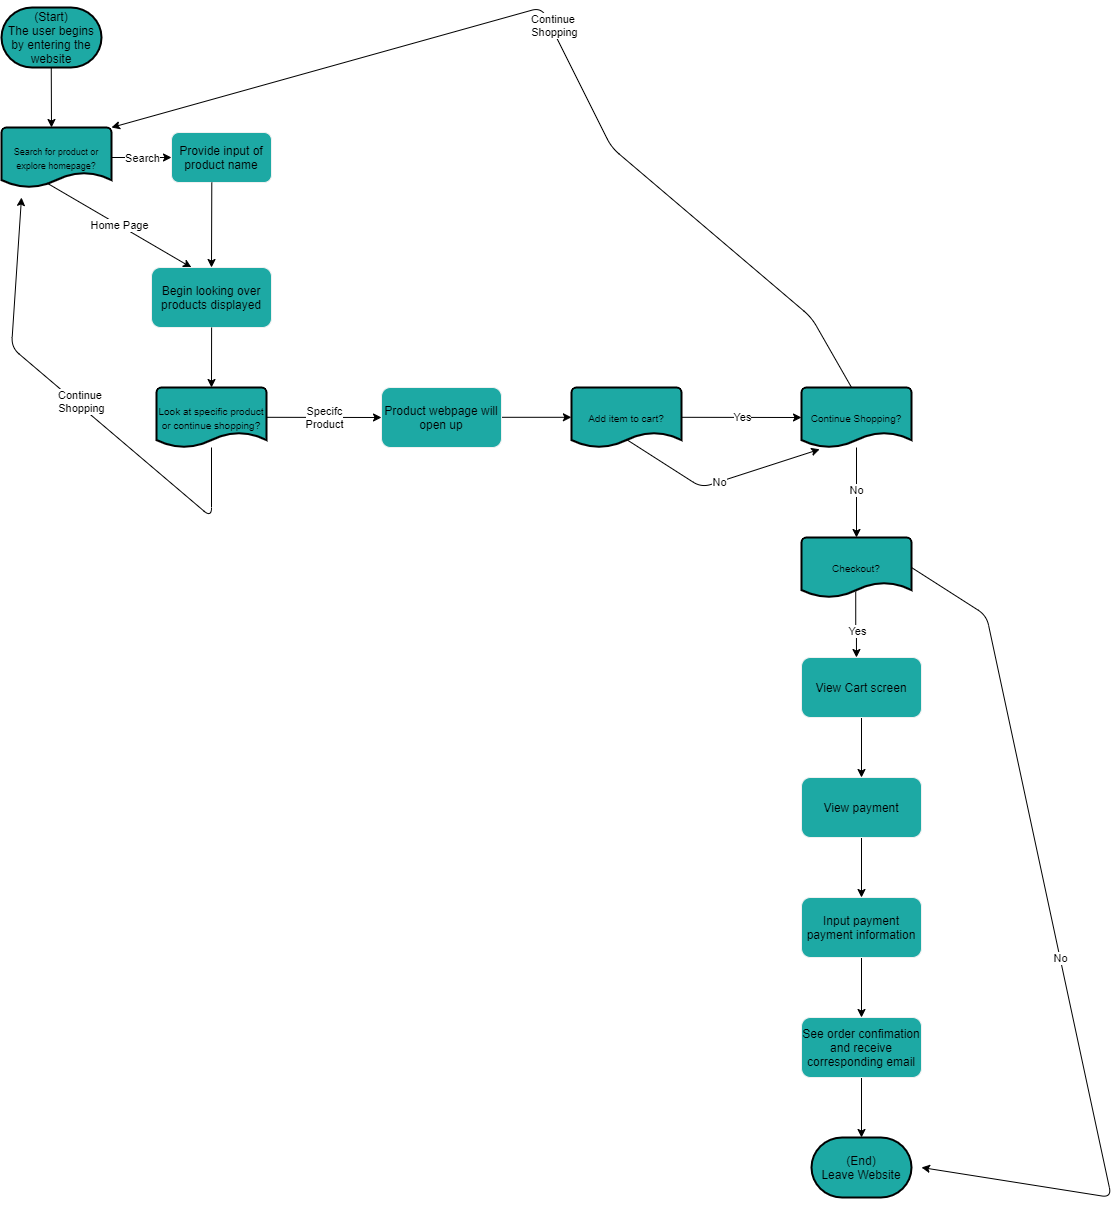 (Start)
The user begins
by entering the
website
Continue
Shopping
Search for product or
explore homepage?
Search
Provide input of
product name
Home Page
Begin looking over
products displayed
Continue
Shopping
Look at specific product
or continue shopping?
Specifc
Product
Product webpage will
open up
Add item to cart?
Yes
Continue Shopping?
No
No
Checkout?
Yes
View Cart screen
View payment
Input payment
payment information
No
See order confimation
and receive
corresponding email
(End)
Leave Website